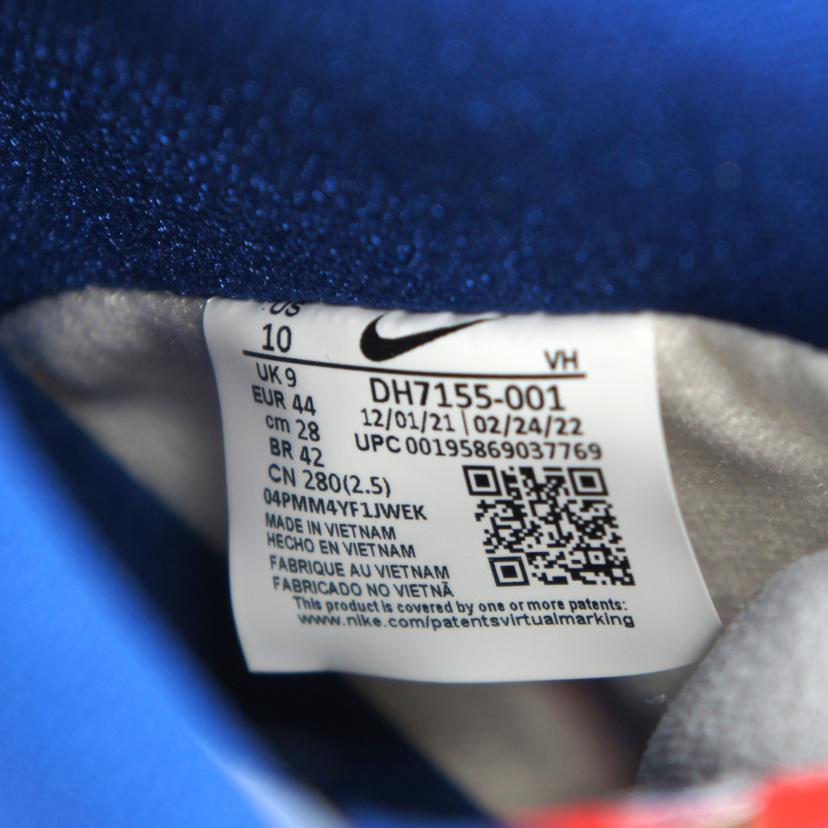 US
10
VH
UK 9
EUR 44
cm 28
BR 42
CN 280(2.5)
04PMM4YF1JWEK
DH7155-001
12/01/21 | 02/24/22
UPC 00195869037769
MADE IN VIETNAM
HECHO EN VIETNAM
FABRIQUE AU VIETNAM
FABRICADO NO VIETNÃ
This product is covered by one or more patents:
www.nike.com/patentsvirtualmarking